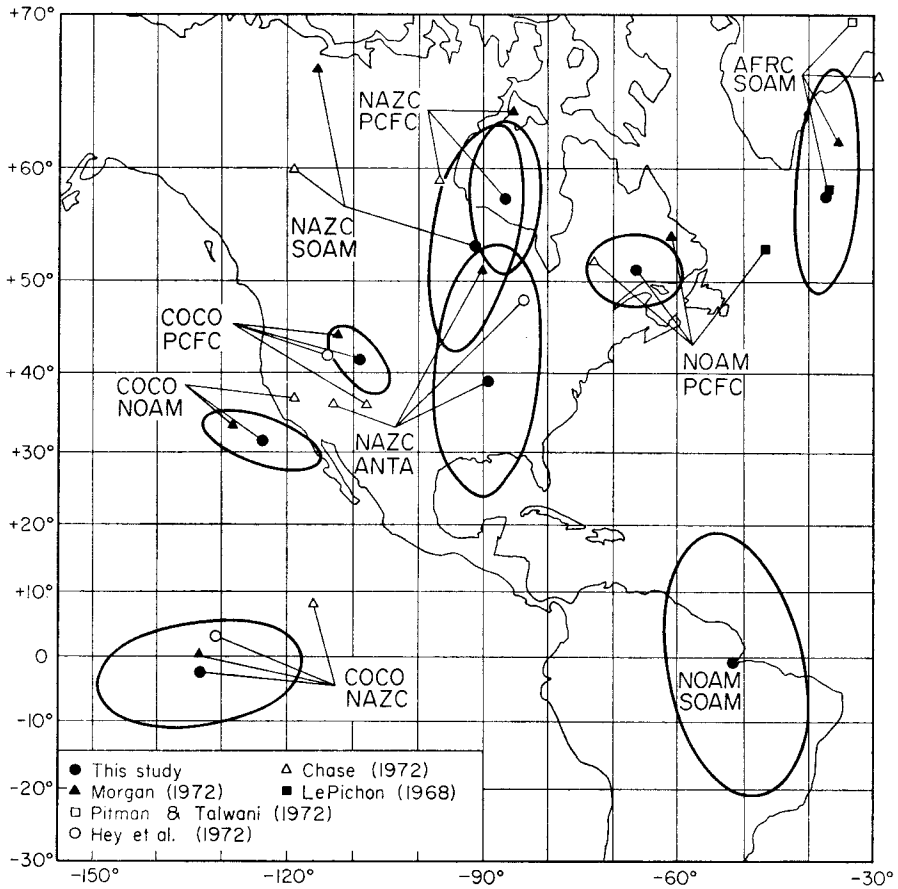 +70°
+60°
+50°
+40°
+30°
+20°
+10°
0
-10°
-20°
-30°
-150°
-120°
-90°
-60°
-30°
AFRC
SOAM
NAZC
PCFC
NAZC
SOAM
COCO
PCFC
COCO
NOAM
NAZC
ANTA
NOAM
PCFC
COCO
NAZC
NOAM
SOAM
● This study
▲ Morgan (1972)
□ Pitman & Talwani (1972)
○ Hey et al. (1972)
△ Chase (1972)
■ LePichon (1968)